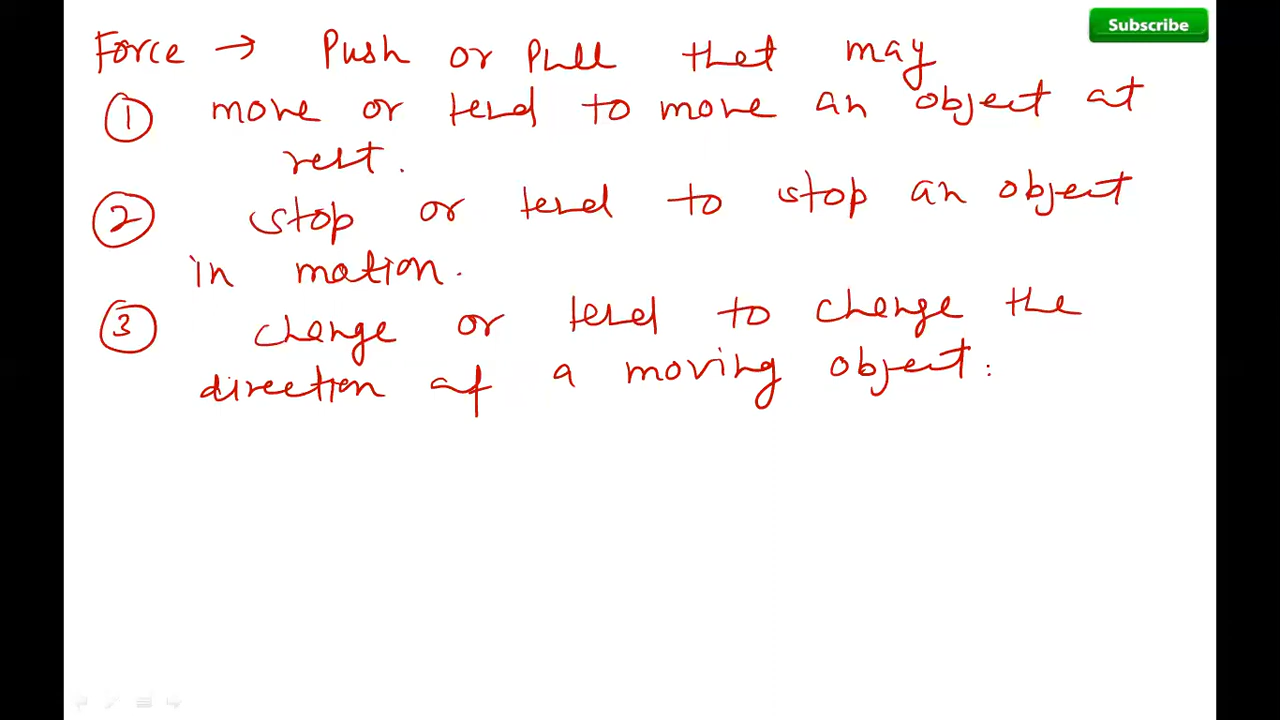 Subscribe
Force → Push or Pull that may
① move or tend to move an object at
rest.
② stop or tend to stop an object
in motion.
③ change or tend to change the
direction of a moving object.